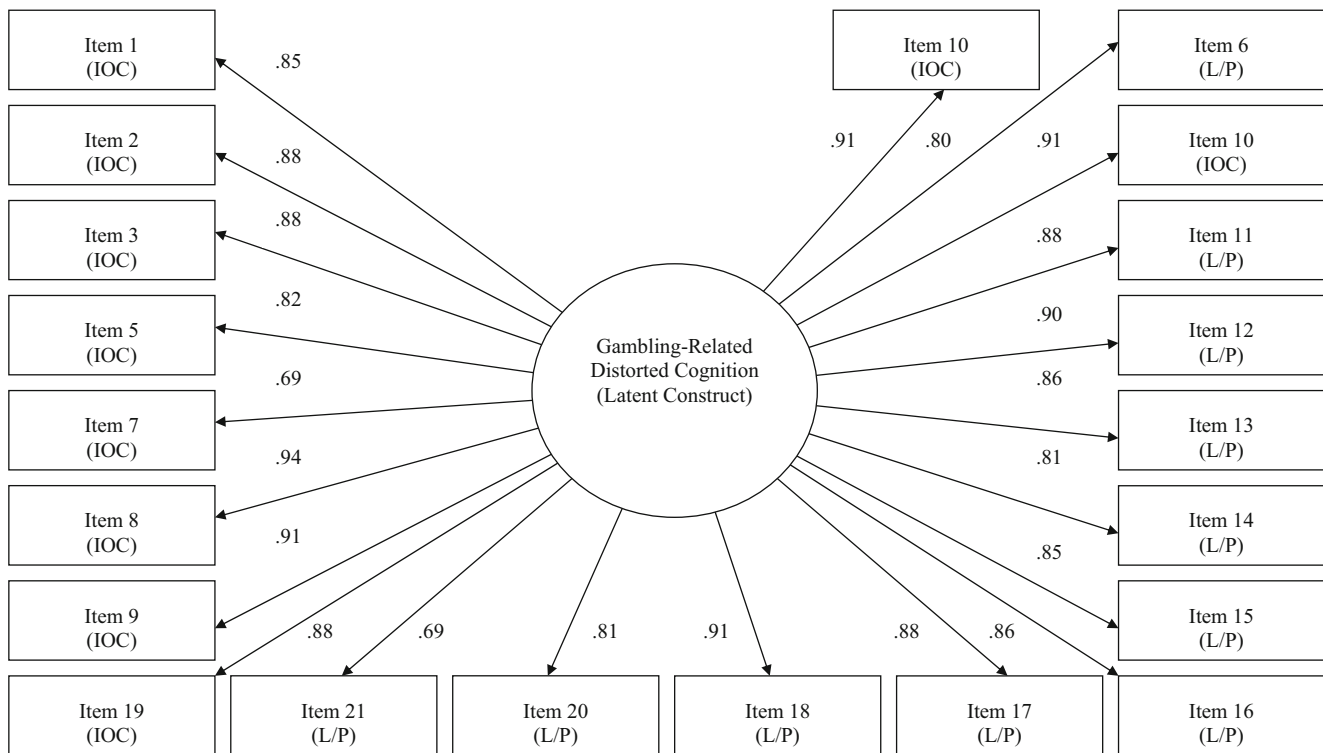 Item 1
(IOC)
Item 10
(IOC)
Item 6
(L/P)
.85
Item 2
(IOC)
.88
.91
.80
.91
Item 10
(IOC)
Item 3
(IOC)
.88
.88
Item 11
(L/P)
Item 5
(IOC)
.82
.90
Item 12
(L/P)
Gambling-Related
Distorted Cognition
(Latent Construct)
Item 7
(IOC)
.69
.86
Item 13
(L/P)
.94
.81
Item 8
(IOC)
.91
Item 14
(L/P)
.85
Item 9
(IOC)
.88
.69
.81
.91
.88
.86
Item 15
(L/P)
Item 19
(IOC)
Item 21
(L/P)
Item 20
(L/P)
Item 18
(L/P)
Item 17
(L/P)
Item 16
(L/P)